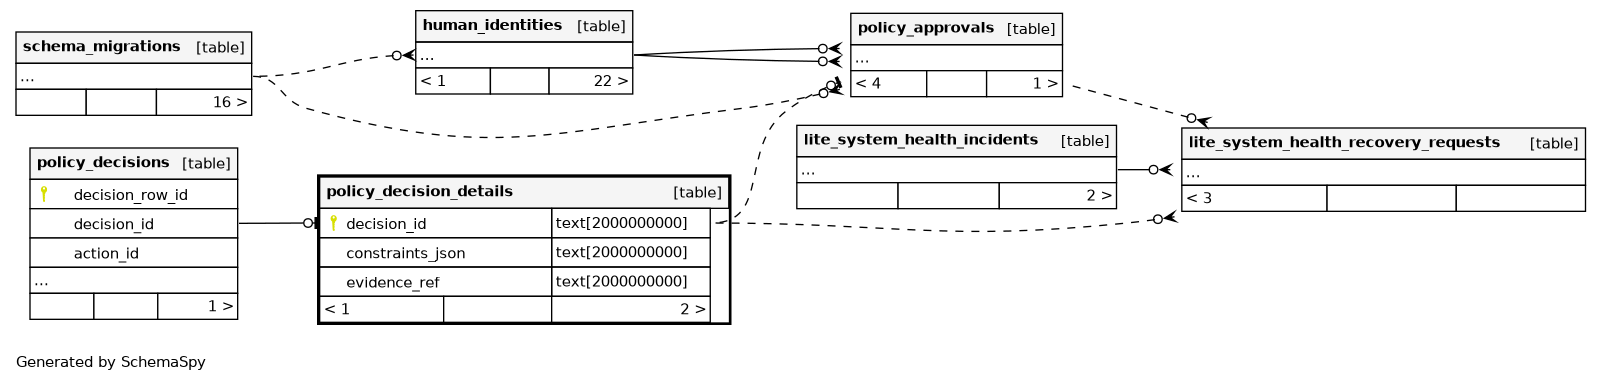 schema_migrations [table]
...
16 >
human_identities [table]
...
< 1 22 >
policy_approvals [table]
...
< 4 1 >
lite_system_health_incidents [table]
...
2 >
lite_system_health_recovery_requests [table]
...
< 3
policy_decisions [table]
decision_row_id
decision_id
action_id
...
1 >
policy_decision_details [table]
decision_id text[2000000000]
constraints_json text[2000000000]
evidence_ref text[2000000000]
< 1 2 >
Generated by SchemaSpy